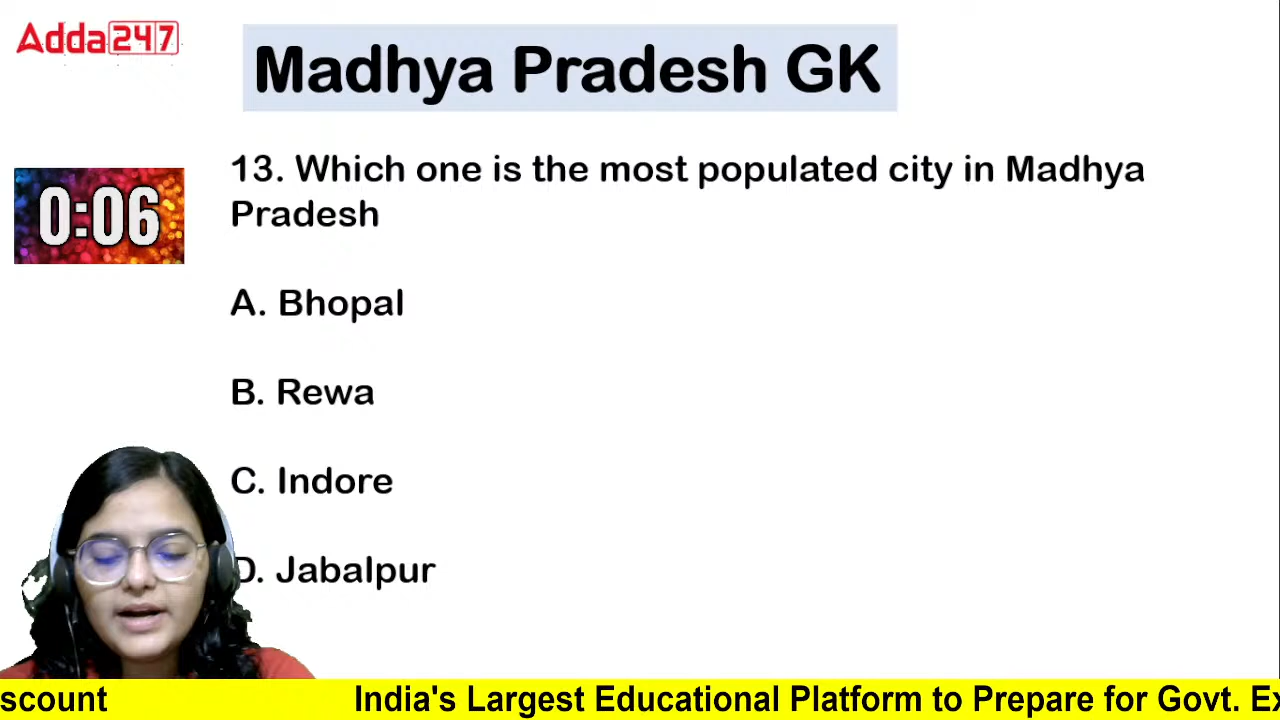 Adda247
Madhya Pradesh GK
13. Which one is the most populated city in Madhya
Pradesh
0:06
A. Bhopal
B. Rewa
C. Indore
D. Jabalpur
scount India's Largest Educational Platform to Prepare for Govt. Ex